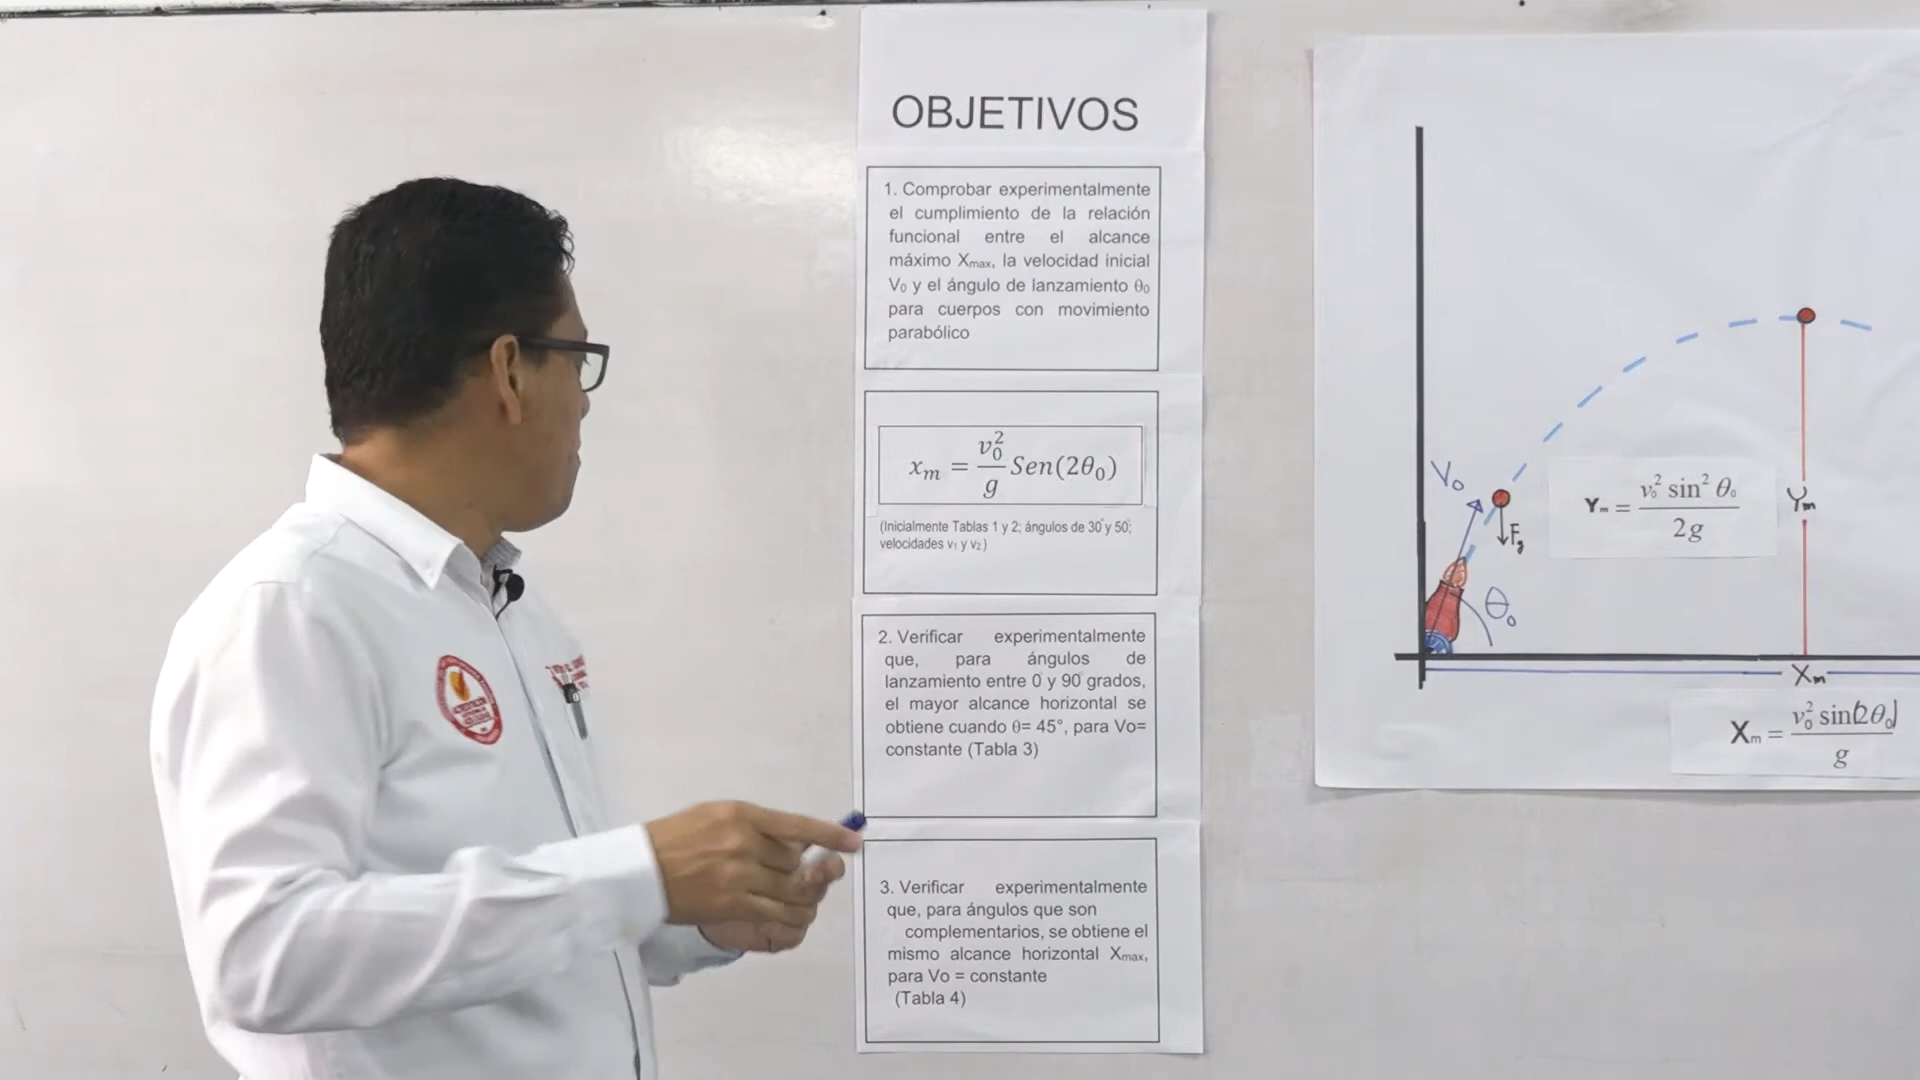 OBJETIVOS
1. Comprobar experimentalmente
el cumplimiento de la relación
funcional entre el alcance
máximo Xmax, la velocidad inicial
V₀ y el ángulo de lanzamiento θ₀
para cuerpos con movimiento
parabólico
xₘ = v₀²/g Sen(2θ₀)
(Inicialmente Tablas 1 y 2; ángulos de 30 y 50;
velocidades v₁ y v₂)
2. Verificar experimentalmente
que, para ángulos de
lanzamiento entre 0 y 90 grados,
el mayor alcance horizontal se
obtiene cuando θ= 45°, para Vo=
constante (Tabla 3)
3. Verificar experimentalmente
que, para ángulos que son
complementarios, se obtiene el
mismo alcance horizontal Xmax,
para Vo = constante
(Tabla 4)
V₀
Fg
θ₀
Yₘ = v₀² sin² θ₀/2g
Yₘ
Xₘ
Xₘ = v₀² sin(2θ₀)/g